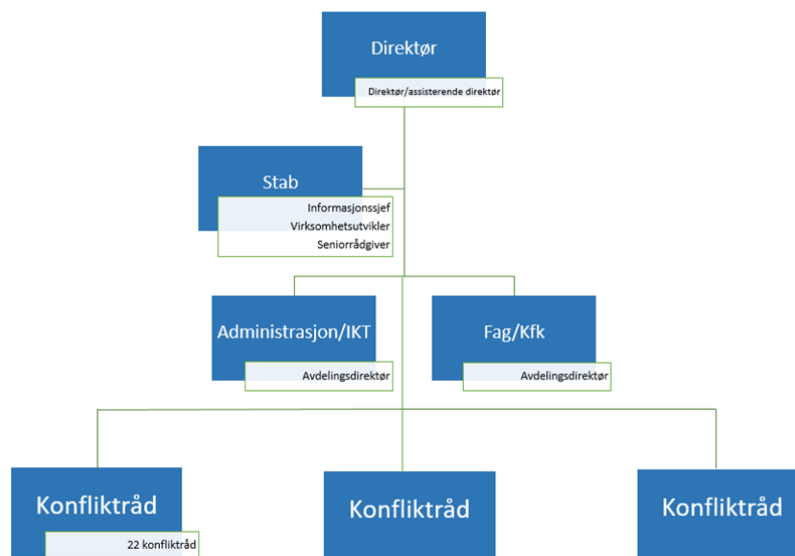 Direktør
Direktør/assisterende direktør
Stab
Informasjonssjef
Virksomhetsutvikler
Seniorrådgiver
Administrasjon/IKT
Avdelingsdirektør
Fag/Kfk
Avdelingsdirektør
Konfliktråd
22 konfliktråd
Konfliktråd
Konfliktråd